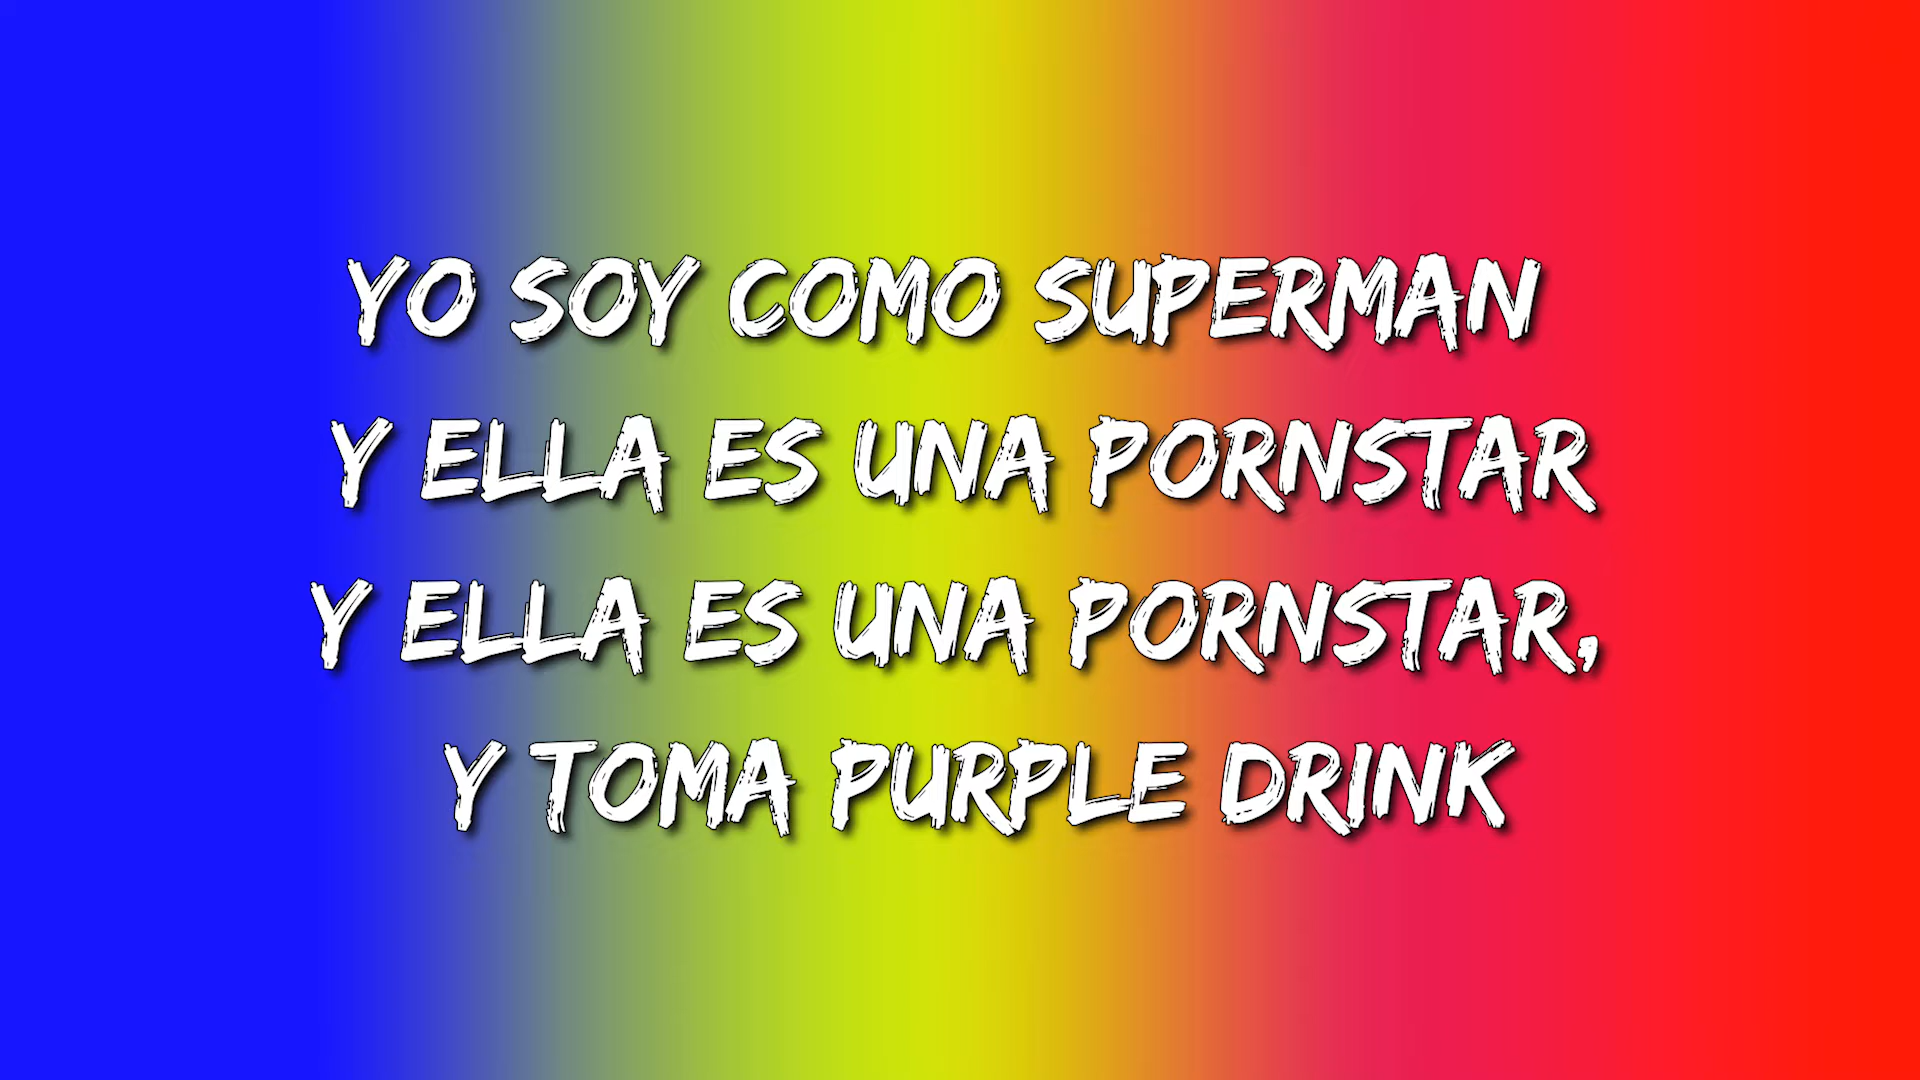 YO SOY COMO SUPERMAN
Y ELLA ES UNA PORNSTAR
Y ELLA ES UNA PORNSTAR,
Y TOMA PURPLE DRINK